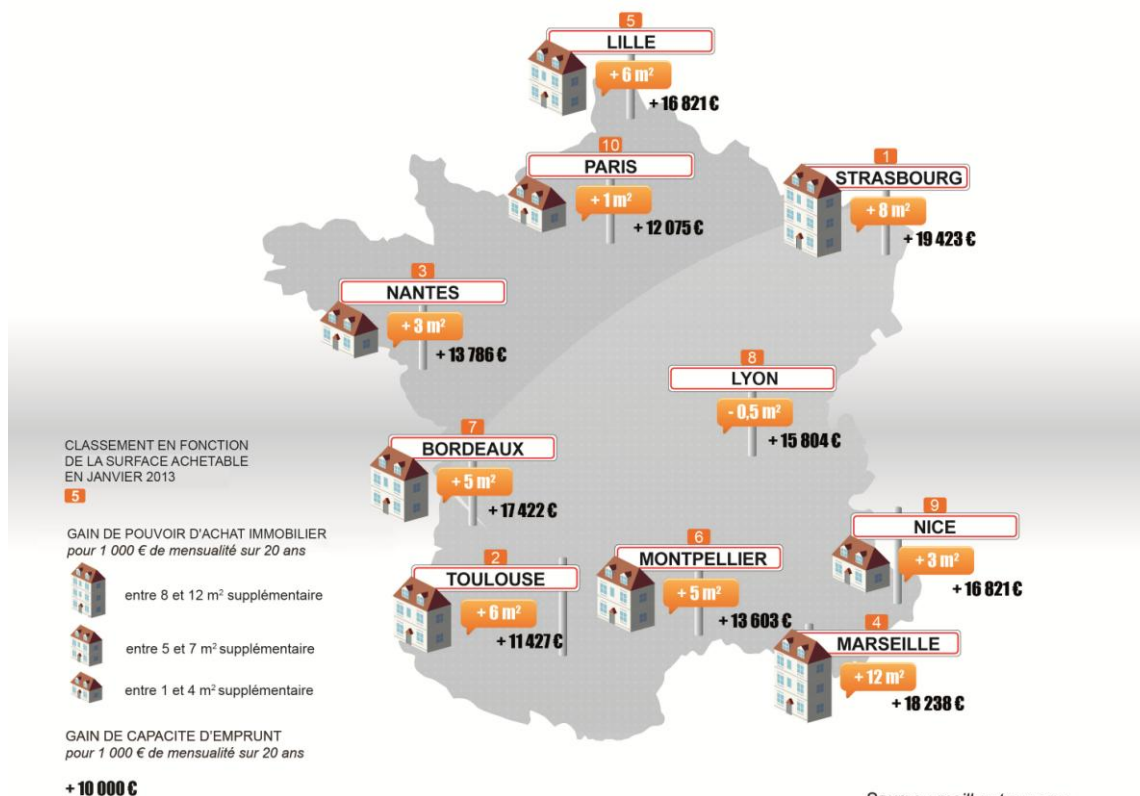 5
LILLE
+ 6 m²
+ 16 821 €
10
PARIS
+ 1 m²
+ 12 075 €
1
STRASBOURG
+ 8 m²
+ 19 423 €
3
NANTES
+ 3 m²
+ 13 786 €
8
LYON
- 0,5 m²
+ 15 804 €
7
BORDEAUX
+ 5 m²
+ 17 422 €
9
NICE
+ 3 m²
+ 16 821 €
6
MONTPELLIER
+ 5 m²
+ 13 603 €
2
TOULOUSE
+ 6 m²
+ 11 427 €
4
MARSEILLE
+ 12 m²
+ 18 238 €
CLASSEMENT EN FONCTION
DE LA SURFACE ACHETABLE
EN JANVIER 2013
5
GAIN DE POUVOIR D'ACHAT IMMOBILIER
pour 1 000 € de mensualité sur 20 ans
entre 8 et 12 m² supplémentaire
entre 5 et 7 m² supplémentaire
entre 1 et 4 m² supplémentaire
GAIN DE CAPACITE D'EMPRUNT
pour 1 000 € de mensualité sur 20 ans
+ 10 000 €